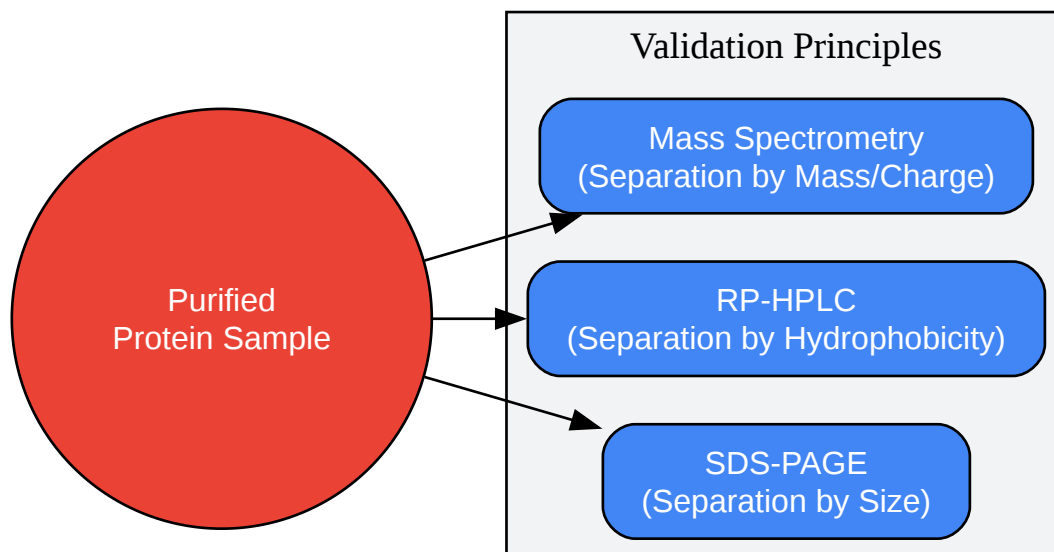 Validation Principles
Mass Spectrometry
(Separation by Mass/Charge)
Purified
Protein Sample
RP-HPLC
(Separation by Hydrophobicity)
SDS-PAGE
(Separation by Size)